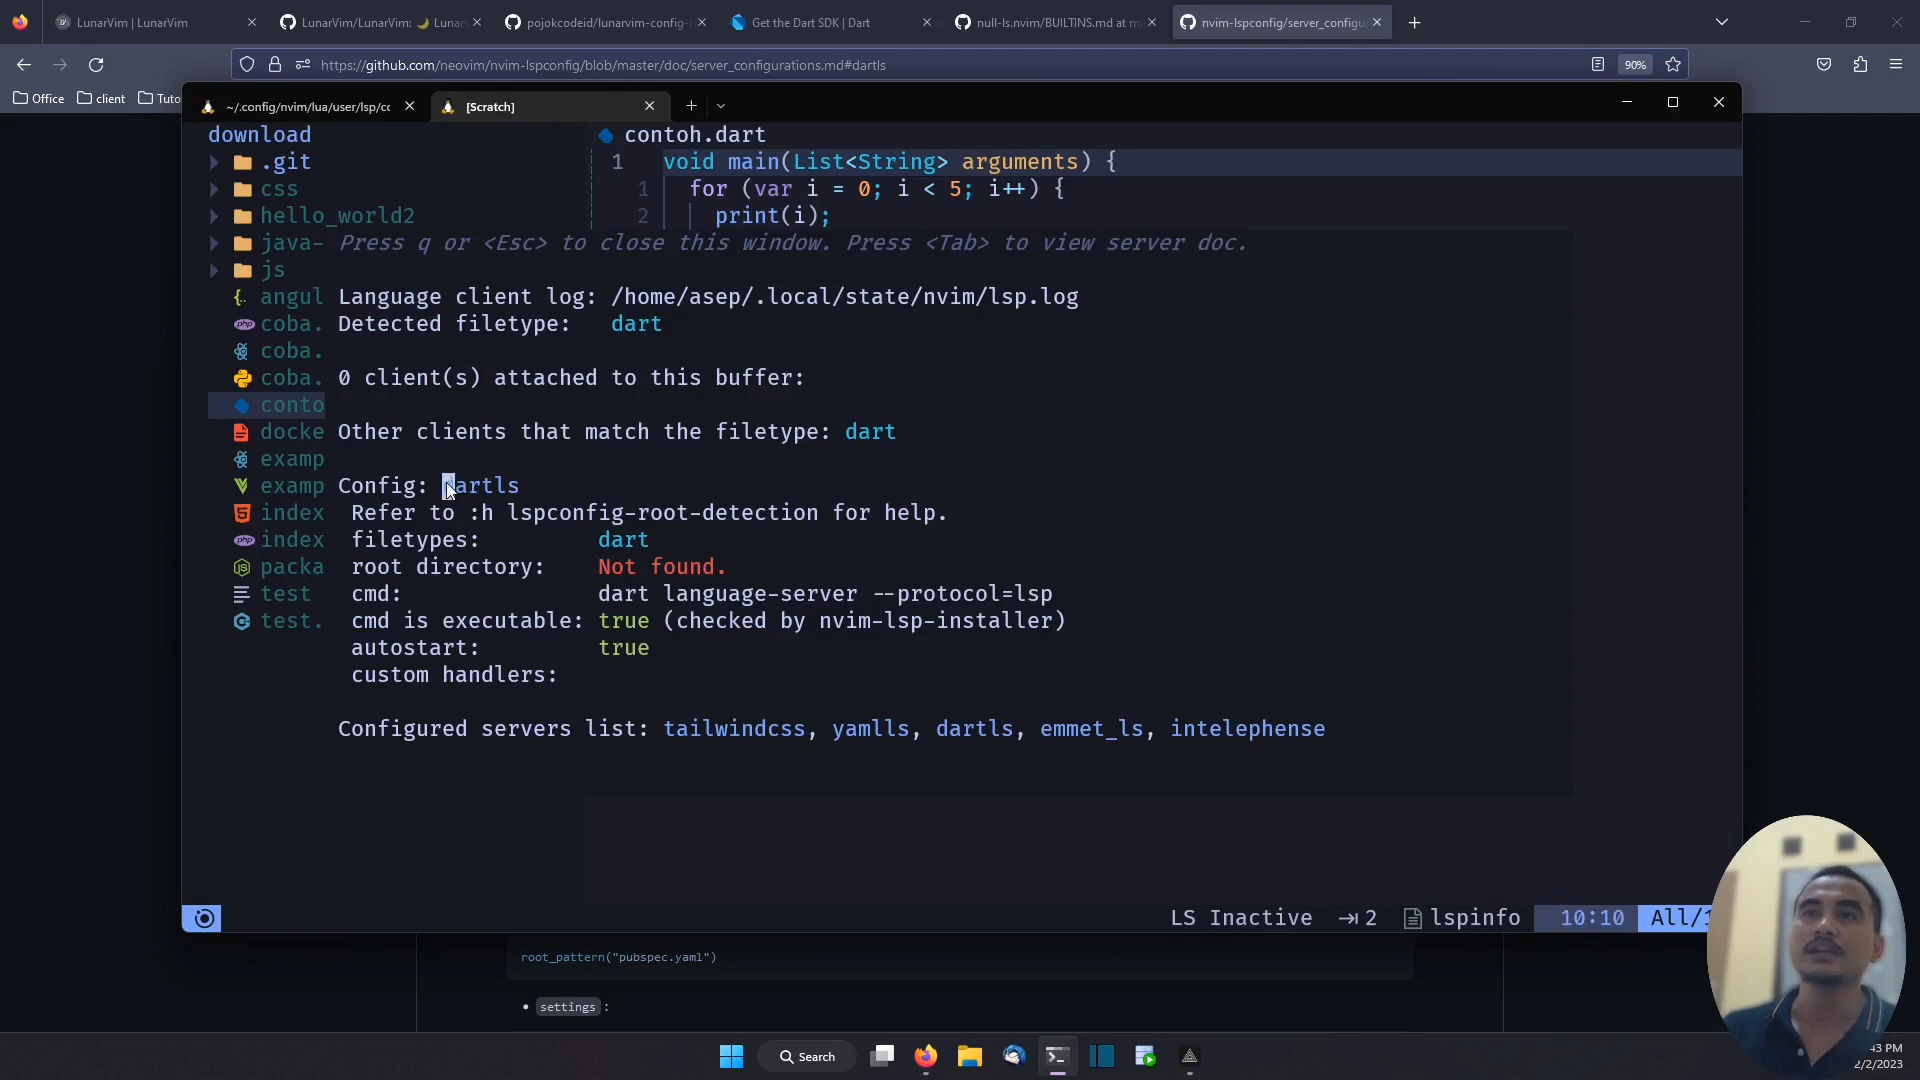 LunarVim | LunarVim
LunarVim/LunarVim: 🌙 Lunar
pojokcodeid/lunarvim-config-
Get the Dart SDK | Dart
null-ls.nvim/BUILTINS.md at m
nvim-lspconfig/server_configu
https://github.com/neovim/nvim-lspconfig/blob/master/doc/server_configurations.md#dartls
90%
Office
client
Tuto
~/.config/nvim/lua/user/lsp/cc
[Scratch]
download
contoh.dart
.git
1 void main(List<String> arguments) {
css
1 for (var i = 0; i < 5; i++) {
hello_world2
2 print(i);
java-
Press q or <Esc> to close this window. Press <Tab> to view server doc.
js
angul
Language client log: /home/asep/.local/state/nvim/lsp.log
coba.
Detected filetype: dart
coba.
coba.
0 client(s) attached to this buffer:
conto
docke
Other clients that match the filetype: dart
examp
examp
Config: dartls
index
Refer to :h lspconfig-root-detection for help.
index
filetypes: dart
packa
root directory: Not found.
test
cmd: dart language-server --protocol=lsp
test.
cmd is executable: true (checked by nvim-lsp-installer)
autostart: true
custom handlers:
Configured servers list: tailwindcss, yamlls, dartls, emmet_ls, intelephense
LS Inactive
2
lspinfo
10:10
All/1
root_pattern("pubspec.yaml")
• settings :
Search
43 PM
2/2/2023